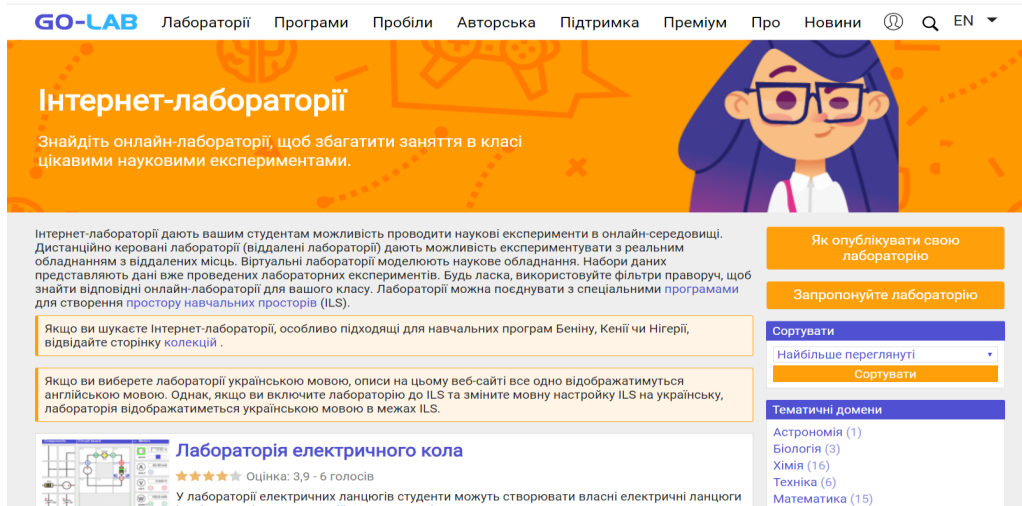 GO-LAB Лабораторії Програми Пробіли Авторська Підтримка Преміум Про Новини EN
Інтернет-лабораторії
Знайдіть онлайн-лабораторії, щоб збагатити заняття в класі
цікавими науковими експериментами.
Інтернет-лабораторії дають вашим студентам можливість проводити наукові експерименти в онлайн-середовищі.
Дистанційно керовані лабораторії (віддалені лабораторії) дають можливість експериментувати з реальним
обладнанням з віддалених місць. Віртуальні лабораторії моделюють наукове обладнання. Набори даних
представляють дані вже проведених лабораторних експериментів. Будь ласка, використовуйте фільтри праворуч, щоб
знайти відповідні онлайн-лабораторії для вашого класу. Лабораторії можна поєднувати з спеціальними програмами
для створення простору навчальних просторів (ILS).
Якщо ви шукаєте Інтернет-лабораторії, особливо підходящі для навчальних програм Беніну, Кенії чи Нігерії,
відвідайте сторінку колекцій .
Якщо ви виберете лабораторії українською мовою, описи на цьому веб-сайті все одно відображатимуться
англійською мовою. Однак, якщо ви включите лабораторію до ILS та зміните мовну настройку ILS на українську,
лабораторія відображатиметься українською мовою в межах ILS.
Лабораторія електричного кола
Оцінка: 3,9 - 6 голосів
У лабораторії електричних ланцюгів студенти можуть створювати власні електричні ланцюги
Як опублікувати свою
лабораторію
Запропонуйте лабораторію
Сортувати
Найбільше переглянуті
Сортувати
Тематичні домени
Астрономія (1)
Біологія (3)
Хімія (16)
Техніка (6)
Математика (15)